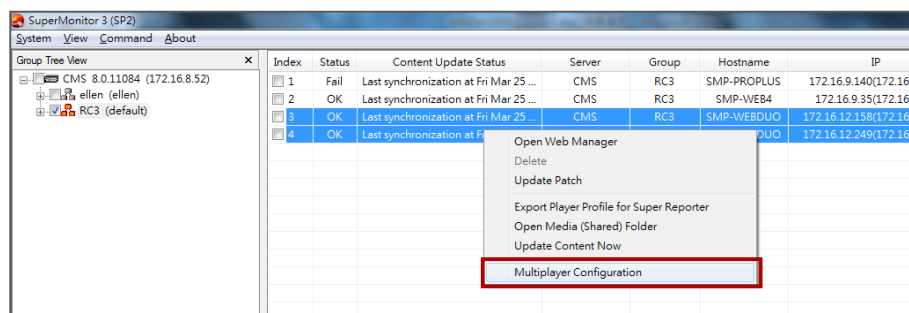 SuperMonitor 3 (SP2)
System View Command About
Group Tree View
CMS 8.0.11084 (172.16.8.52)
ellen (ellen)
RC3 (default)
Index Status Content Update Status Server Group Hostname IP
1 Fail Last synchronization at Fri Mar 25 ... CMS RC3 SMP-PROPLUS 172.16.9.140(172.16
2 OK Last synchronization at Fri Mar 25 ... CMS RC3 SMP-WEB4 172.16.9.35(172.16
3 OK Last synchronization at Fri Mar 25 ... CMS RC3 SMP-WEBDUO 172.16.12.158(172.16
4 OK Last synchronization at F DUO 172.16.12.249(172.16
Open Web Manager
Delete
Update Patch
Export Player Profile for Super Reporter
Open Media (Shared) Folder
Update Content Now
Multiplayer Configuration